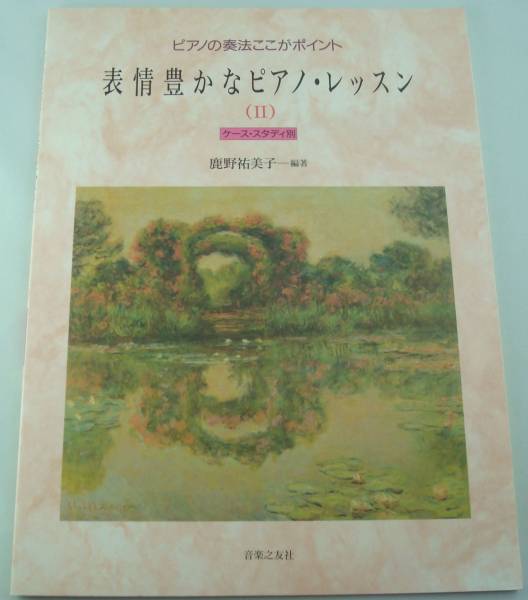 ピアノの奏法ここがポイント
表情豊かなピアノ・レッスン
(II)
ケース・スタディ別
鹿野祐美子—編著
音楽之友社